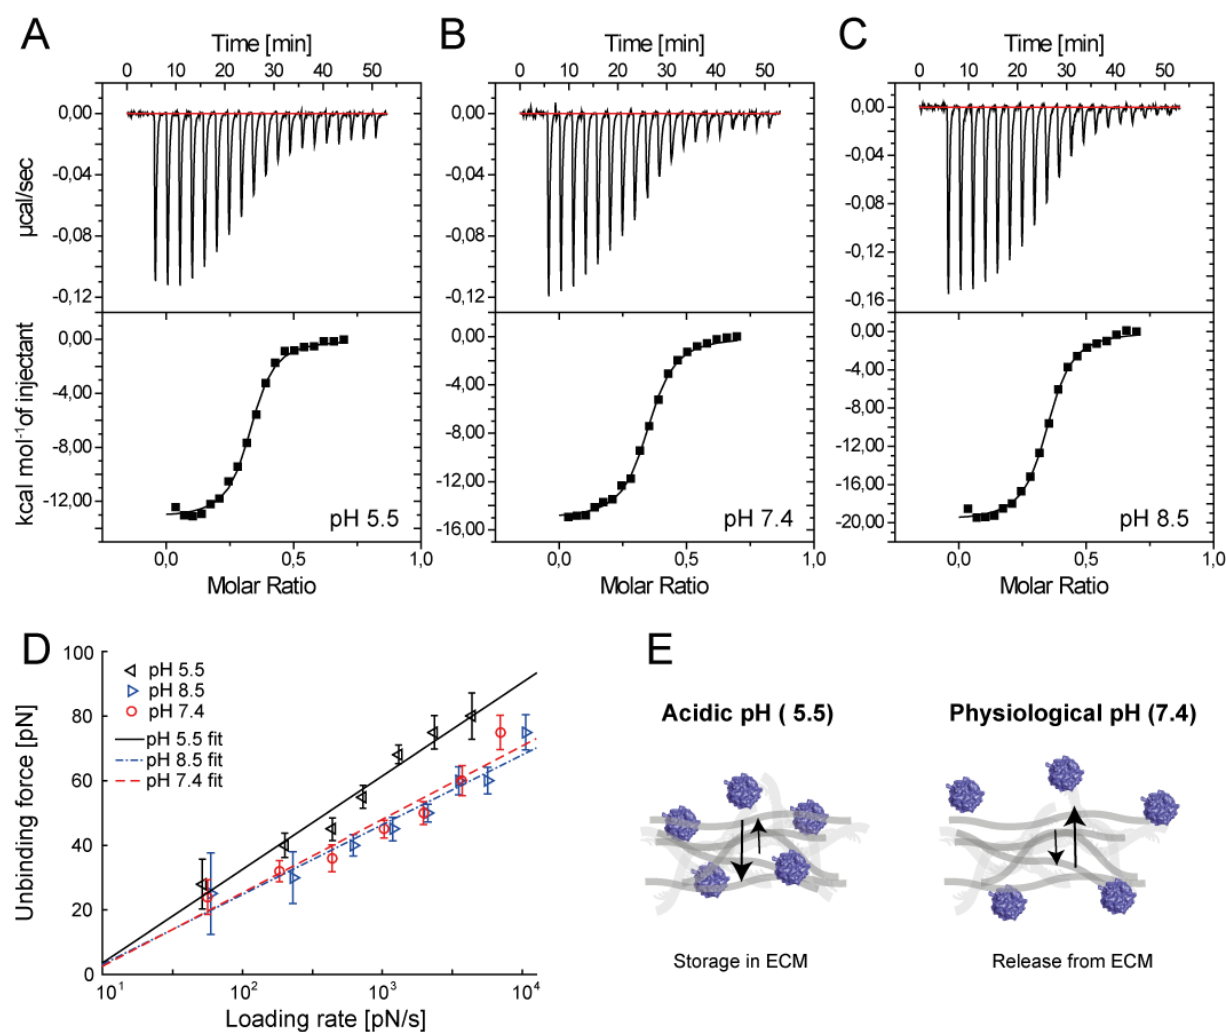 A
B
C
Time [min]
Time [min]
Time [min]
0 10 20 30 40 50
0 10 20 30 40 50
0 10 20 30 40 50
µcal/sec
0,00
-0,04
-0,08
-0,12
0,00
-0,04
-0,08
-0,12
0,00
-0,04
-0,08
-0,12
-0,16
kcal mol⁻¹of injectant
0,00
-4,00
-8,00
-12,00
0,00
-4,00
-8,00
-12,00
-16,00
0,00
-4,00
-8,00
-12,00
-16,00
-20,00
pH 5.5
pH 7.4
pH 8.5
0,0 0,5 1,0
0,0 0,5 1,0
0,0 0,5 1,0
Molar Ratio
Molar Ratio
Molar Ratio
D
Unbinding force [pN]
100
80
60
40
20
0
pH 5.5
pH 8.5
pH 7.4
pH 5.5 fit
pH 8.5 fit
pH 7.4 fit
10¹ 10² 10³ 10⁴
Loading rate [pN/s]
E
Acidic pH ( 5.5)
Physiological pH (7.4)
Storage in ECM
Release from ECM